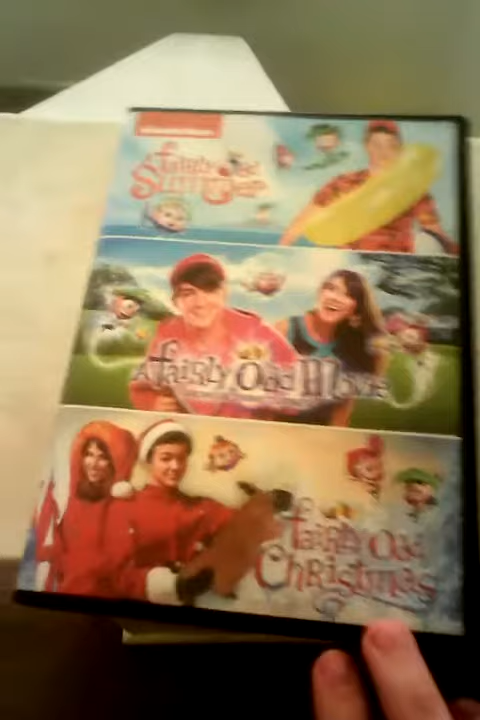 A Fairly Odd
Summer
A Fairly Odd Movie
A Fairly Odd
Christmas